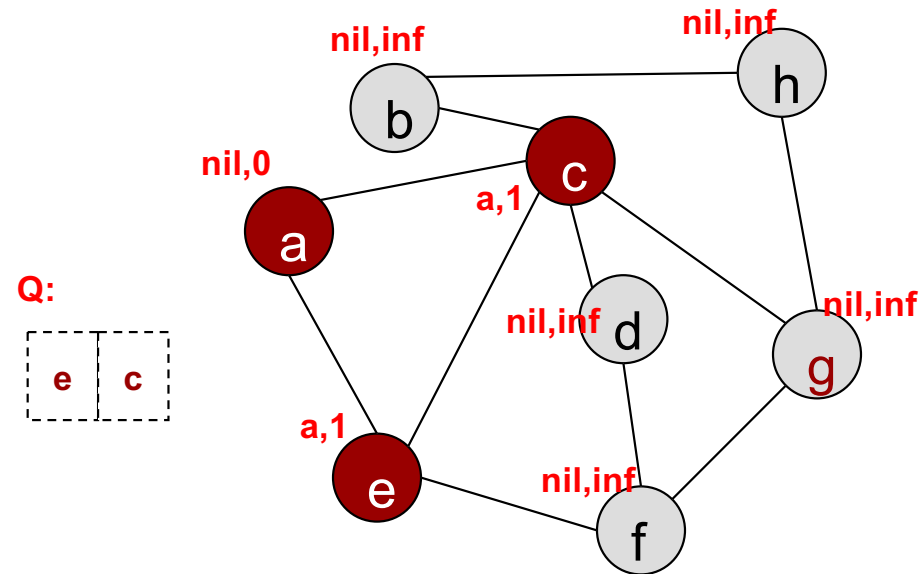 nil,inf
nil,inf
h
b
nil,0
c
a,1
a
Q:
nil,inf
nil,inf
d
g
e c
a,1
e
nil,inf
f